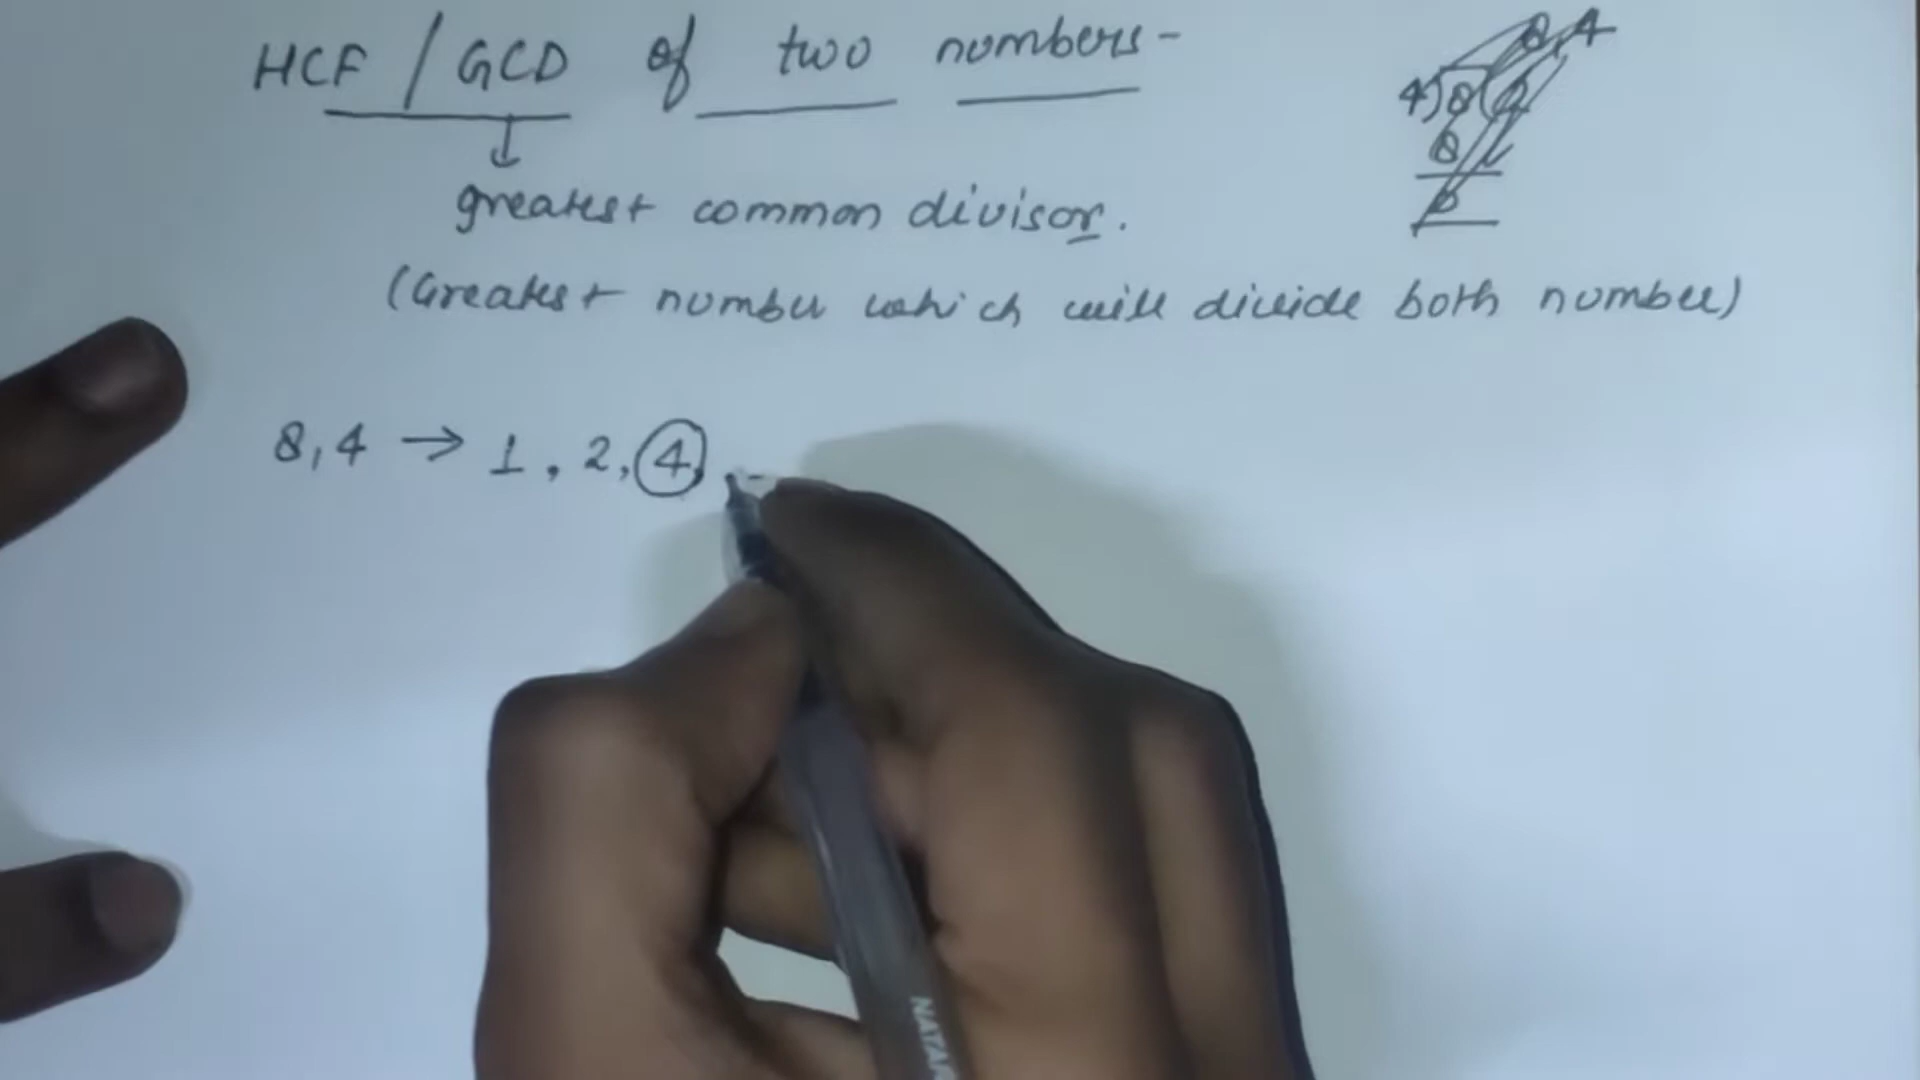 HCF / GCD of two numbers -
greatest common divisor.
(Greatest number which will divide both number)
8, 4 → 1, 2, 4,
8, 4
4) 8 ( 2
8
0
NATAR